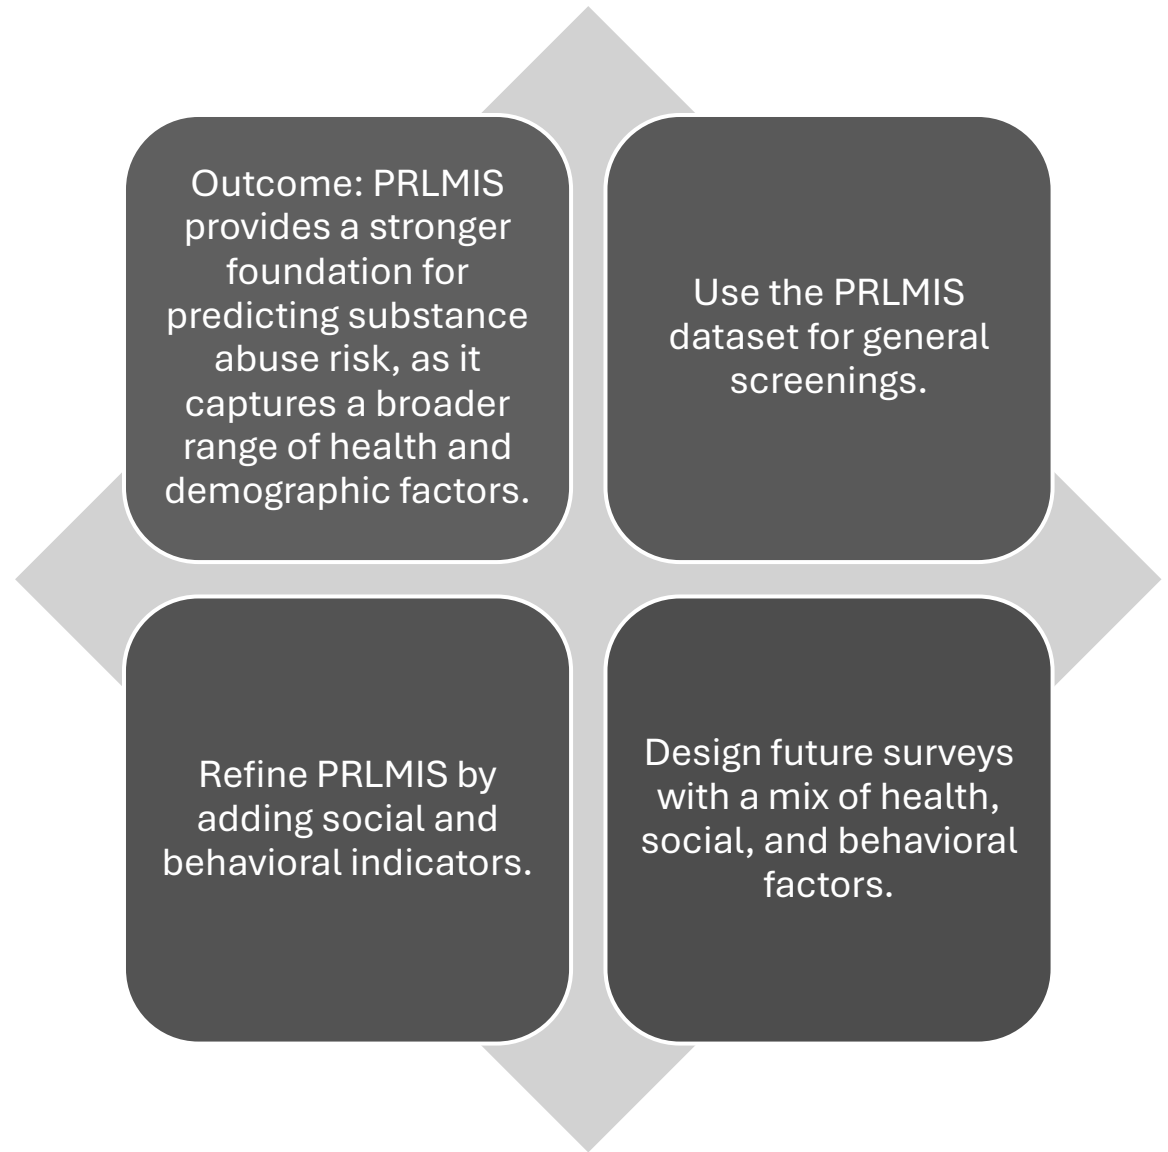 Outcome: PRLMIS
provides a stronger
foundation for
predicting substance
abuse risk, as it
captures a broader
range of health and
demographic factors.
Use the PRLMIS
dataset for general
screenings.
Refine PRLMIS by
adding social and
behavioral indicators.
Design future surveys
with a mix of health,
social, and behavioral
factors.